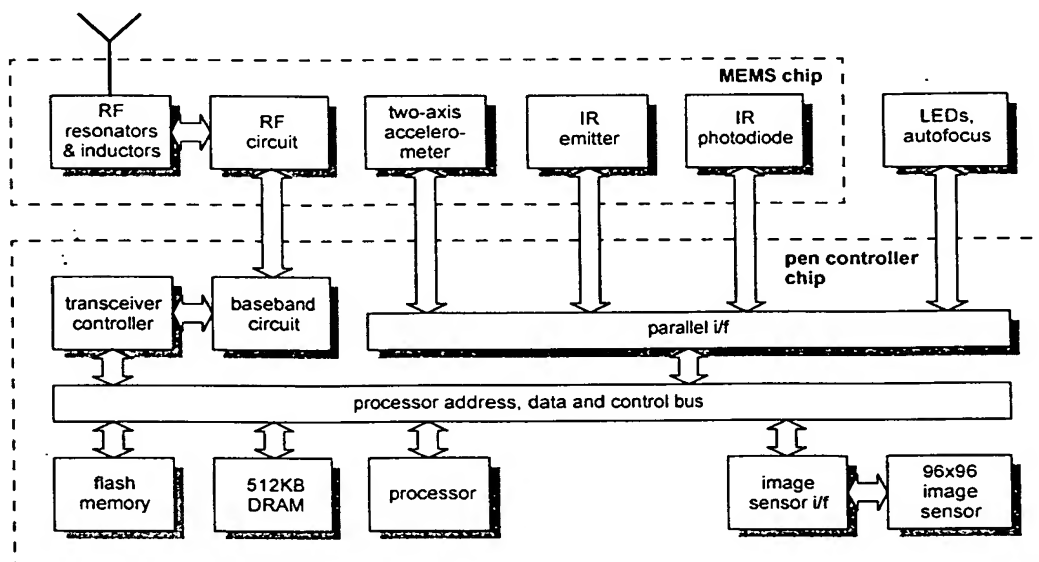 MEMS chip
RF
resonators
& inductors
RF
circuit
two-axis
accelero-
meter
IR
emitter
IR
photodiode
LEDs,
autofocus
pen controller
chip
transceiver
controller
baseband
circuit
parallel i/f
processor address, data and control bus
flash
memory
512KB
DRAM
processor
image
sensor i/f
96x96
image
sensor